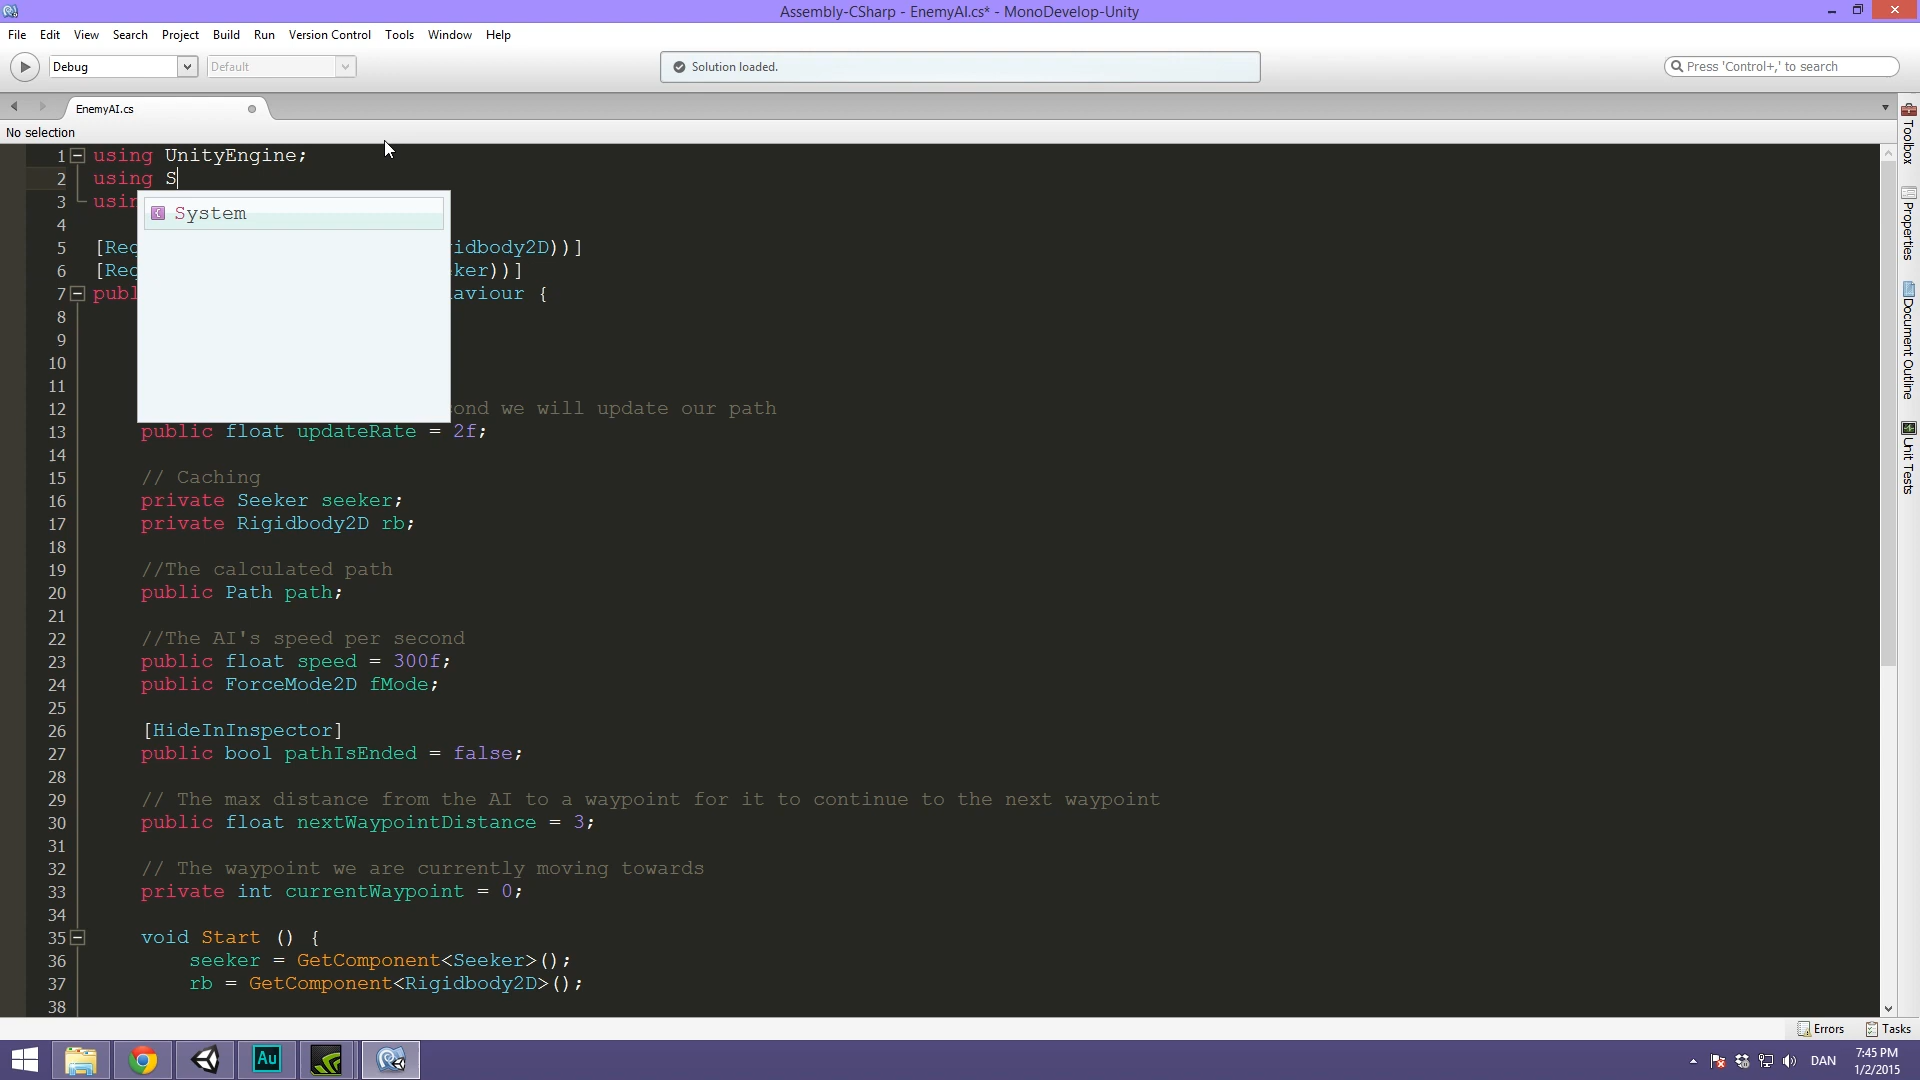 Assembly-CSharp - EnemyAI.cs* - MonoDevelop-Unity
File Edit View Search Project Build Run Version Control Tools Window Help
Debug Default Solution loaded. Press 'Control+,' to search
EnemyAI.cs
No selection
1 using UnityEngine;
2 using S
3 usin
System
4
5 [Req idbody2D))]
6 [Req ker))]
7 publ aviour {
8
9
10
11
12 ond we will update our path
13 public float updateRate = 2f;
14
15 // Caching
16 private Seeker seeker;
17 private Rigidbody2D rb;
18
19 //The calculated path
20 public Path path;
21
22 //The AI's speed per second
23 public float speed = 300f;
24 public ForceMode2D fMode;
25
26 [HideInInspector]
27 public bool pathIsEnded = false;
28
29 // The max distance from the AI to a waypoint for it to continue to the next waypoint
30 public float nextWaypointDistance = 3;
31
32 // The waypoint we are currently moving towards
33 private int currentWaypoint = 0;
34
35 void Start () {
36 seeker = GetComponent<Seeker>();
37 rb = GetComponent<Rigidbody2D>();
38
Toolbox
Properties
Document Outline
Unit Tests
Errors Tasks
Au
DAN 7:45 PM
1/2/2015